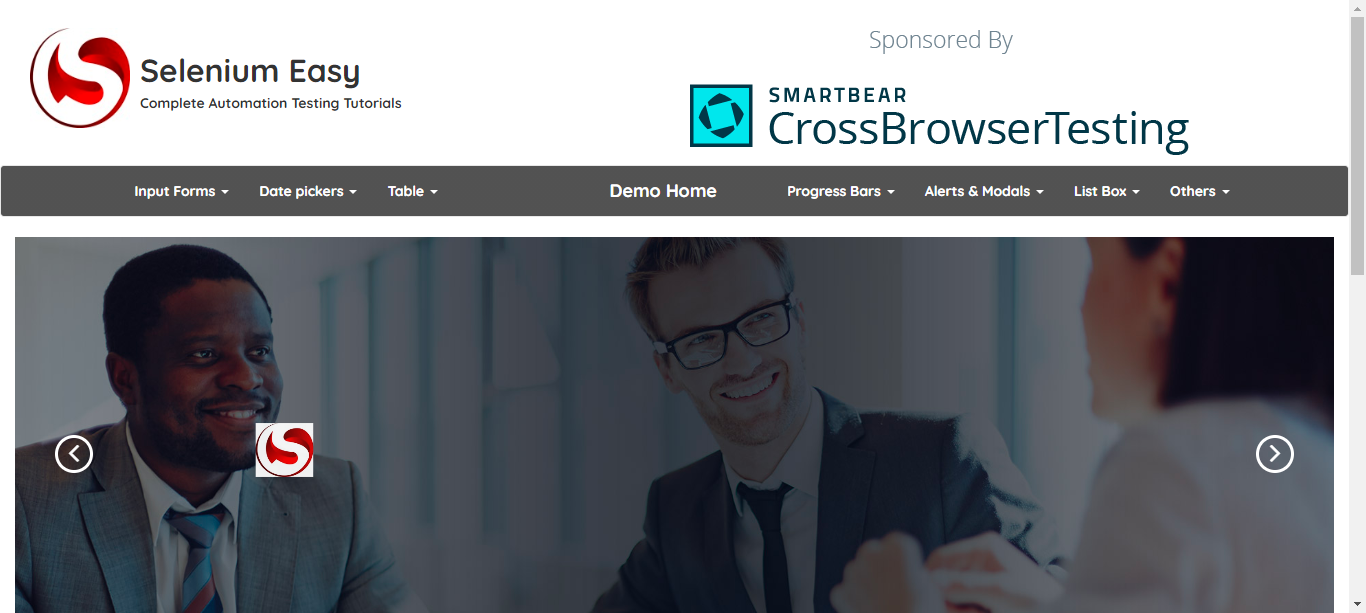 Selenium Easy
Complete Automation Testing Tutorials
Sponsored By
SMARTBEAR
CrossBrowserTesting
Input Forms
Date pickers
Table
Demo Home
Progress Bars
Alerts & Modals
List Box
Others